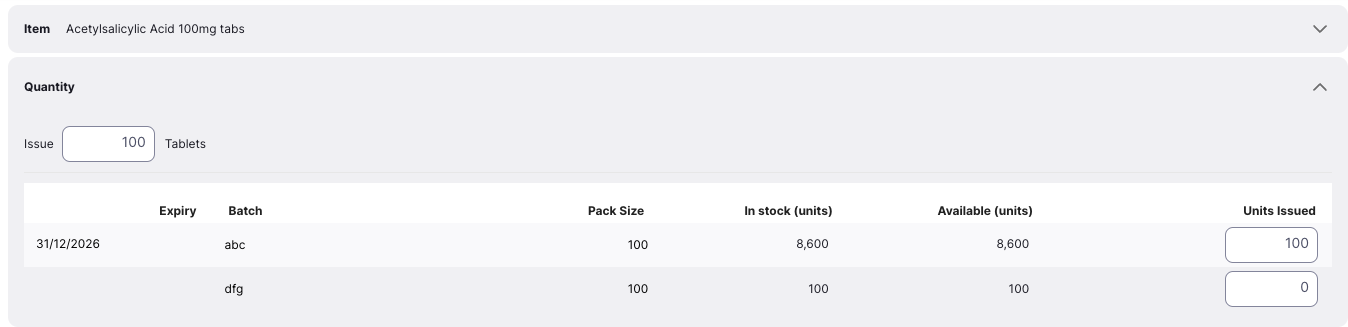 Item Acetylsalicylic Acid 100mg tabs
Quantity
Issue 100 Tablets
Expiry Batch Pack Size In stock (units) Available (units) Units Issued
31/12/2026 abc 100 8,600 8,600 100
dfg 100 100 100 0